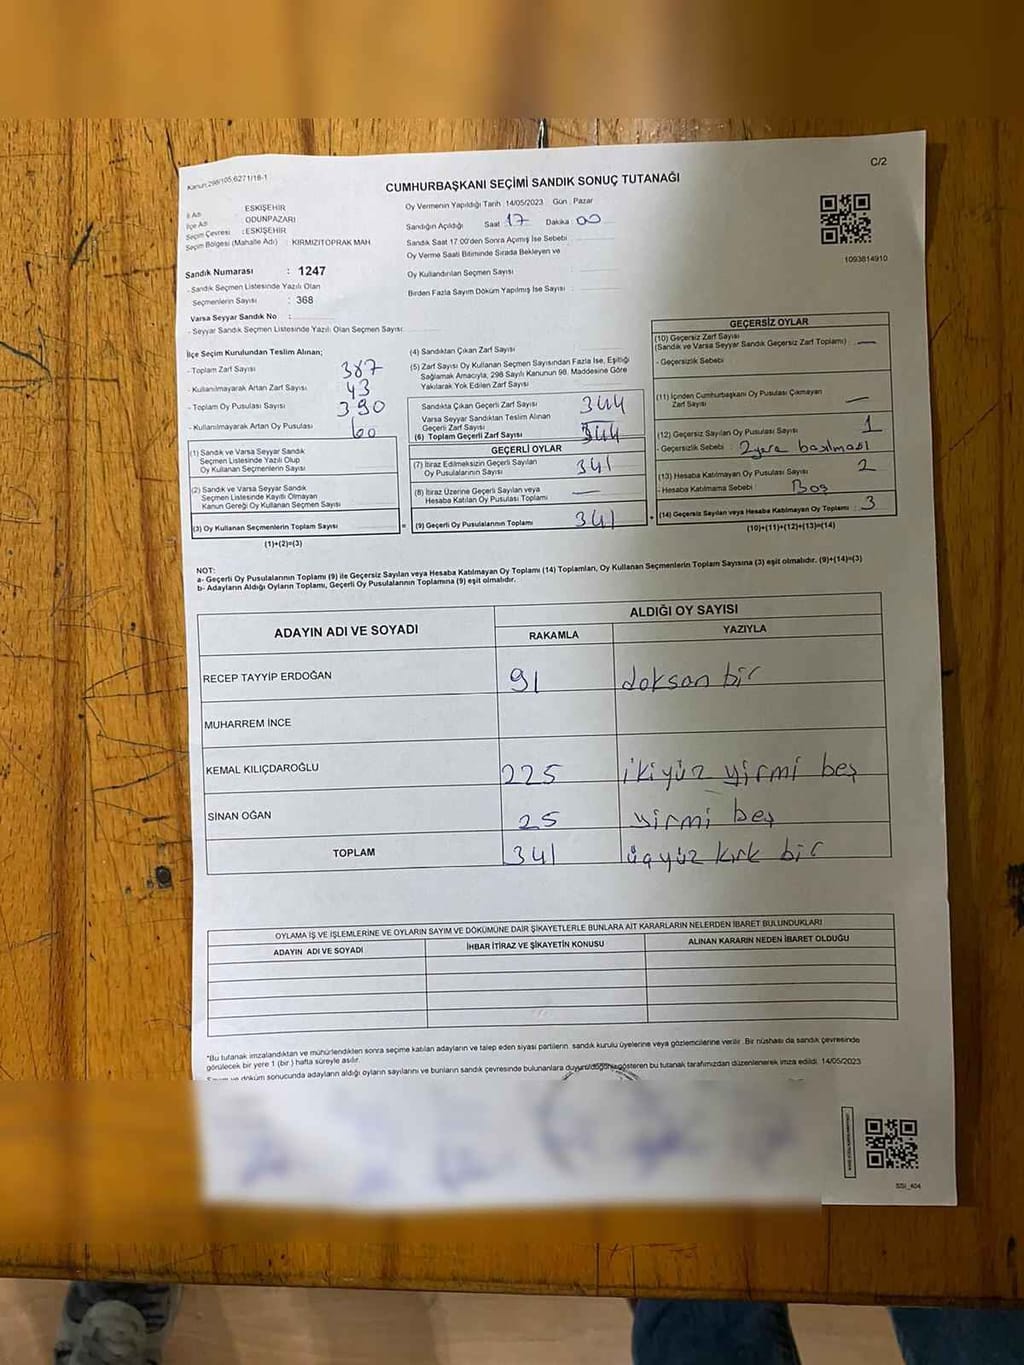 Kanun:298/105;6271/18-1
C/2
CUMHURBAŞKANI SEÇİMİ SANDIK SONUÇ TUTANAĞI
İl Adı ESKİŞEHİR
İlçe Adı ODUNPAZARI
Seçim Çevresi : ESKİŞEHİR
Seçim Bölgesi (Mahalle Adı) : KIRMIZITOPRAK MAH
Sandık Numarası : 1247
- Sandık Seçmen Listesinde Yazılı Olan
Seçmenlerin Sayısı : 368
Varsa Seyyar Sandık No :
- Seyyar Sandık Seçmen Listesinde Yazılı Olan Seçmen Sayısı:
Oy Vermenin Yapıldığı Tarih :14/05/2023 Gün : Pazar
Sandığın Açıldığı Saat : 17 Dakika : 00
Sandık Saat 17:00'den Sonra Açımış İse Sebebi
Oy Verme Saati Bitiminde Sırada Bekleyen ve
Oy Kullandırılan Seçmen Sayısı :
Birden Fazla Sayım Döküm Yapılmış İse Sayısı :
1093814910
İlçe Seçim Kurulundan Teslim Alınan;
- Toplam Zarf Sayısı : 387
- Kullanılmayarak Artan Zarf Sayısı : 43
- Toplam Oy Pusulası Sayısı : 390
- Kullanılmayarak Artan Oy Pusulası : 60
(1) Sandık ve Varsa Seyyar Sandık
Seçmen Listesinde Yazılı Olup
Oy Kullanan Seçmenlerin Sayısı
(2) Sandık ve Varsa Seyyar Sandık
Seçmen Listesinde Kayıtlı Olmayan
Kanun Gereği Oy Kullanan Seçmen Sayısı
(3) Oy Kullanan Seçmenlerin Toplam Sayısı
(1)+(2)=(3)
(4) Sandıktan Çıkan Zarf Sayısı :
(5) Zarf Sayısı Oy Kullanan Seçmen Sayısından Fazla İse, Eşitliği
Sağlamak Amacıyla; 298 Sayılı Kanunun 98. Maddesine Göre
Yakılarak Yok Edilen Zarf Sayısı :
Sandıkta Çıkan Geçerli Zarf Sayısı : 344
Varsa Seyyar Sandıktan Teslim Alınan
Geçerli Zarf Sayısı :
(6) Toplam Geçerli Zarf Sayısı : 344
GEÇERLİ OYLAR
(7) İtiraz Edilmeksizin Geçerli Sayılan
Oy Pusulalarının Sayısı : 341
(8) İtiraz Üzerine Geçerli Sayılan veya
Hesaba Katılan Oy Pusulası Toplamı : —
= (9) Geçerli Oy Pusulalarının Toplamı : 341
GEÇERSİZ OYLAR
(10) Geçersiz Zarf Sayısı
(Sandık ve Varsa Seyyar Sandık Geçersiz Zarf Toplamı) : —
- Geçersizlik Sebebi :
(11) İçinden Cumhurbaşkanı Oy Pusulası Çıkmayan
Zarf Sayısı : —
(12) Geçersiz Sayılan Oy Pusulası Sayısı : 1
- Geçersizlik Sebebi : 2 yere basılması
(13) Hesaba Katılmayan Oy Pusulası Sayısı : 2
- Hesaba Katılmama Sebebi : Boş
+ (14) Geçersiz Sayılan veya Hesaba Katılmayan Oy Toplamı : 3
(10)+(11)+(12)+(13)=(14)
NOT:
a- Geçerli Oy Pusulalarının Toplamı (9) ile Geçersiz Sayılan veya Hesaba Katılmayan Oy Toplamı (14) Toplamları, Oy Kullanan Seçmenlerin Toplam Sayısına (3) eşit olmalıdır. (9)+(14)=(3)
b- Adayların Aldığı Oyların Toplamı, Geçerli Oy Pusulalarının Toplamına (9) eşit olmalıdır.
ADAYIN ADI VE SOYADI
ALDIĞI OY SAYISI
RAKAMLA YAZIYLA
RECEP TAYYİP ERDOĞAN 91 doksan bir
MUHARREM İNCE
KEMAL KILIÇDAROĞLU 225 ikiyüz yirmi beş
SİNAN OĞAN 25 yirmi beş
TOPLAM 341 üçyüz kırk bir
OYLAMA İŞ VE İŞLEMLERİNE VE OYLARIN SAYIM VE DÖKÜMÜNE DAİR ŞİKAYETLERLE BUNLARA AİT KARARLARIN NELERDEN İBARET BULUNDUKLARI
ADAYIN ADI VE SOYADI İHBAR İTİRAZ VE ŞİKAYETİN KONUSU ALINAN KARARIN NEDEN İBARET OLDUĞU
*Bu tutanak imzalandıktan ve mühürlendikten sonra seçime katılan adayların ve talep eden siyasi partilerin sandık kurulu üyelerine veya gözlemcilerine verilir. Bir nüshası da sandık çevresinde
görülecek bir yere 1 (bir) hafta süreyle asılır.
ve döküm sonucunda adayların aldığı oyların sayılarını ve bunların sandık çevresinde bulunanlara duyurulduğunu gösteren bu tutanak tarafımızdan düzenlenerek imza edildi. 14/05/2023